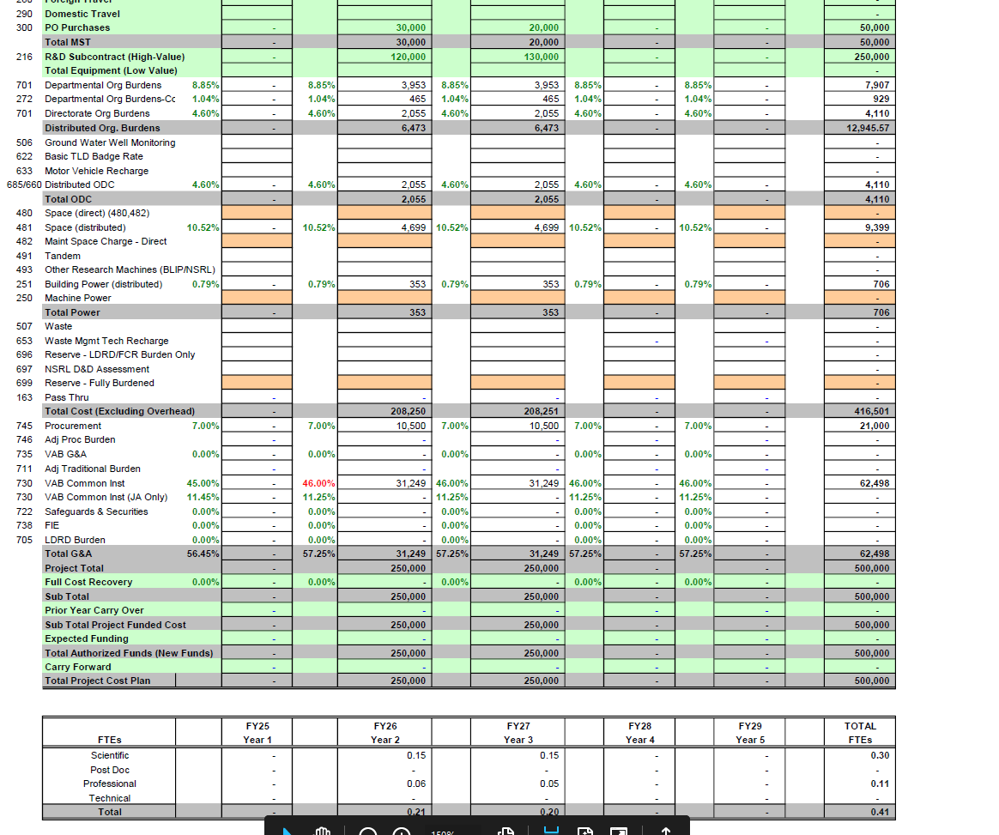 290 Domestic Travel -
300 PO Purchases - 30,000 20,000 - - 50,000
Total MST - 30,000 20,000 - - 50,000
216 R&D Subcontract (High-Value) - 120,000 130,000 - - 250,000
Total Equipment (Low Value) -
701 Departmental Org Burdens 8.85% - 8.85% 3,953 8.85% 3,953 8.85% - 8.85% - 7,907
272 Departmental Org Burdens-Cc 1.04% - 1.04% 465 1.04% 465 1.04% - 1.04% - 929
701 Directorate Org Burdens 4.60% - 4.60% 2,055 4.60% 2,055 4.60% - 4.60% - 4,110
Distributed Org. Burdens - 6,473 6,473 - - 12,945.57
506 Ground Water Well Monitoring -
622 Basic TLD Badge Rate -
633 Motor Vehicle Recharge -
685/660 Distributed ODC 4.60% - 4.60% 2,055 4.60% 2,055 4.60% - 4.60% - 4,110
Total ODC - 2,055 2,055 - - 4,110
480 Space (direct) (480,482) -
481 Space (distributed) 10.52% - 10.52% 4,699 10.52% 4,699 10.52% - 10.52% - 9,399
482 Maint Space Charge - Direct -
491 Tandem -
493 Other Research Machines (BLIP/NSRL) -
251 Building Power (distributed) 0.79% - 0.79% 353 0.79% 353 0.79% - 0.79% - 706
250 Machine Power -
Total Power - 353 353 - - 706
507 Waste -
653 Waste Mgmt Tech Recharge - - -
696 Reserve - LDRD/FCR Burden Only -
697 NSRL D&D Assessment -
699 Reserve - Fully Burdened -
163 Pass Thru - - - - - -
Total Cost (Excluding Overhead) - 208,250 208,251 - - 416,501
745 Procurement 7.00% - 7.00% 10,500 7.00% 10,500 7.00% - 7.00% - 21,000
746 Adj Proc Burden - - - - - -
735 VAB G&A 0.00% - 0.00% - 0.00% - 0.00% - 0.00% - -
711 Adj Traditional Burden - - - - - -
730 VAB Common Inst 45.00% - 46.00% 31,249 46.00% 31,249 46.00% - 46.00% - 62,498
730 VAB Common Inst (JA Only) 11.45% - 11.25% - 11.25% - 11.25% - 11.25% - -
722 Safeguards & Securities 0.00% - 0.00% - 0.00% - 0.00% - 0.00% - -
738 FIE 0.00% - 0.00% - 0.00% - 0.00% - 0.00% - -
705 LDRD Burden 0.00% - 0.00% - 0.00% - 0.00% - 0.00% - -
Total G&A 56.45% - 57.25% 31,249 57.25% 31,249 57.25% - 57.25% - 62,498
Project Total - 250,000 250,000 - - 500,000
Full Cost Recovery 0.00% - 0.00% - 0.00% - 0.00% - 0.00% - -
Sub Total - 250,000 250,000 - - 500,000
Prior Year Carry Over - - - - - -
Sub Total Project Funded Cost - 250,000 250,000 - - 500,000
Expected Funding - - - - - -
Total Authorized Funds (New Funds) - 250,000 250,000 - - 500,000
Carry Forward - - - - - -
Total Project Cost Plan - 250,000 250,000 - - 500,000
FY25 FY26 FY27 FY28 FY29 TOTAL
FTEs Year 1 Year 2 Year 3 Year 4 Year 5 FTEs
Scientific - 0.15 0.15 - - 0.30
Post Doc - - - - - -
Professional - 0.06 0.05 - - 0.11
Technical - - - - - -
Total - 0.21 0.20 - - 0.41
150%